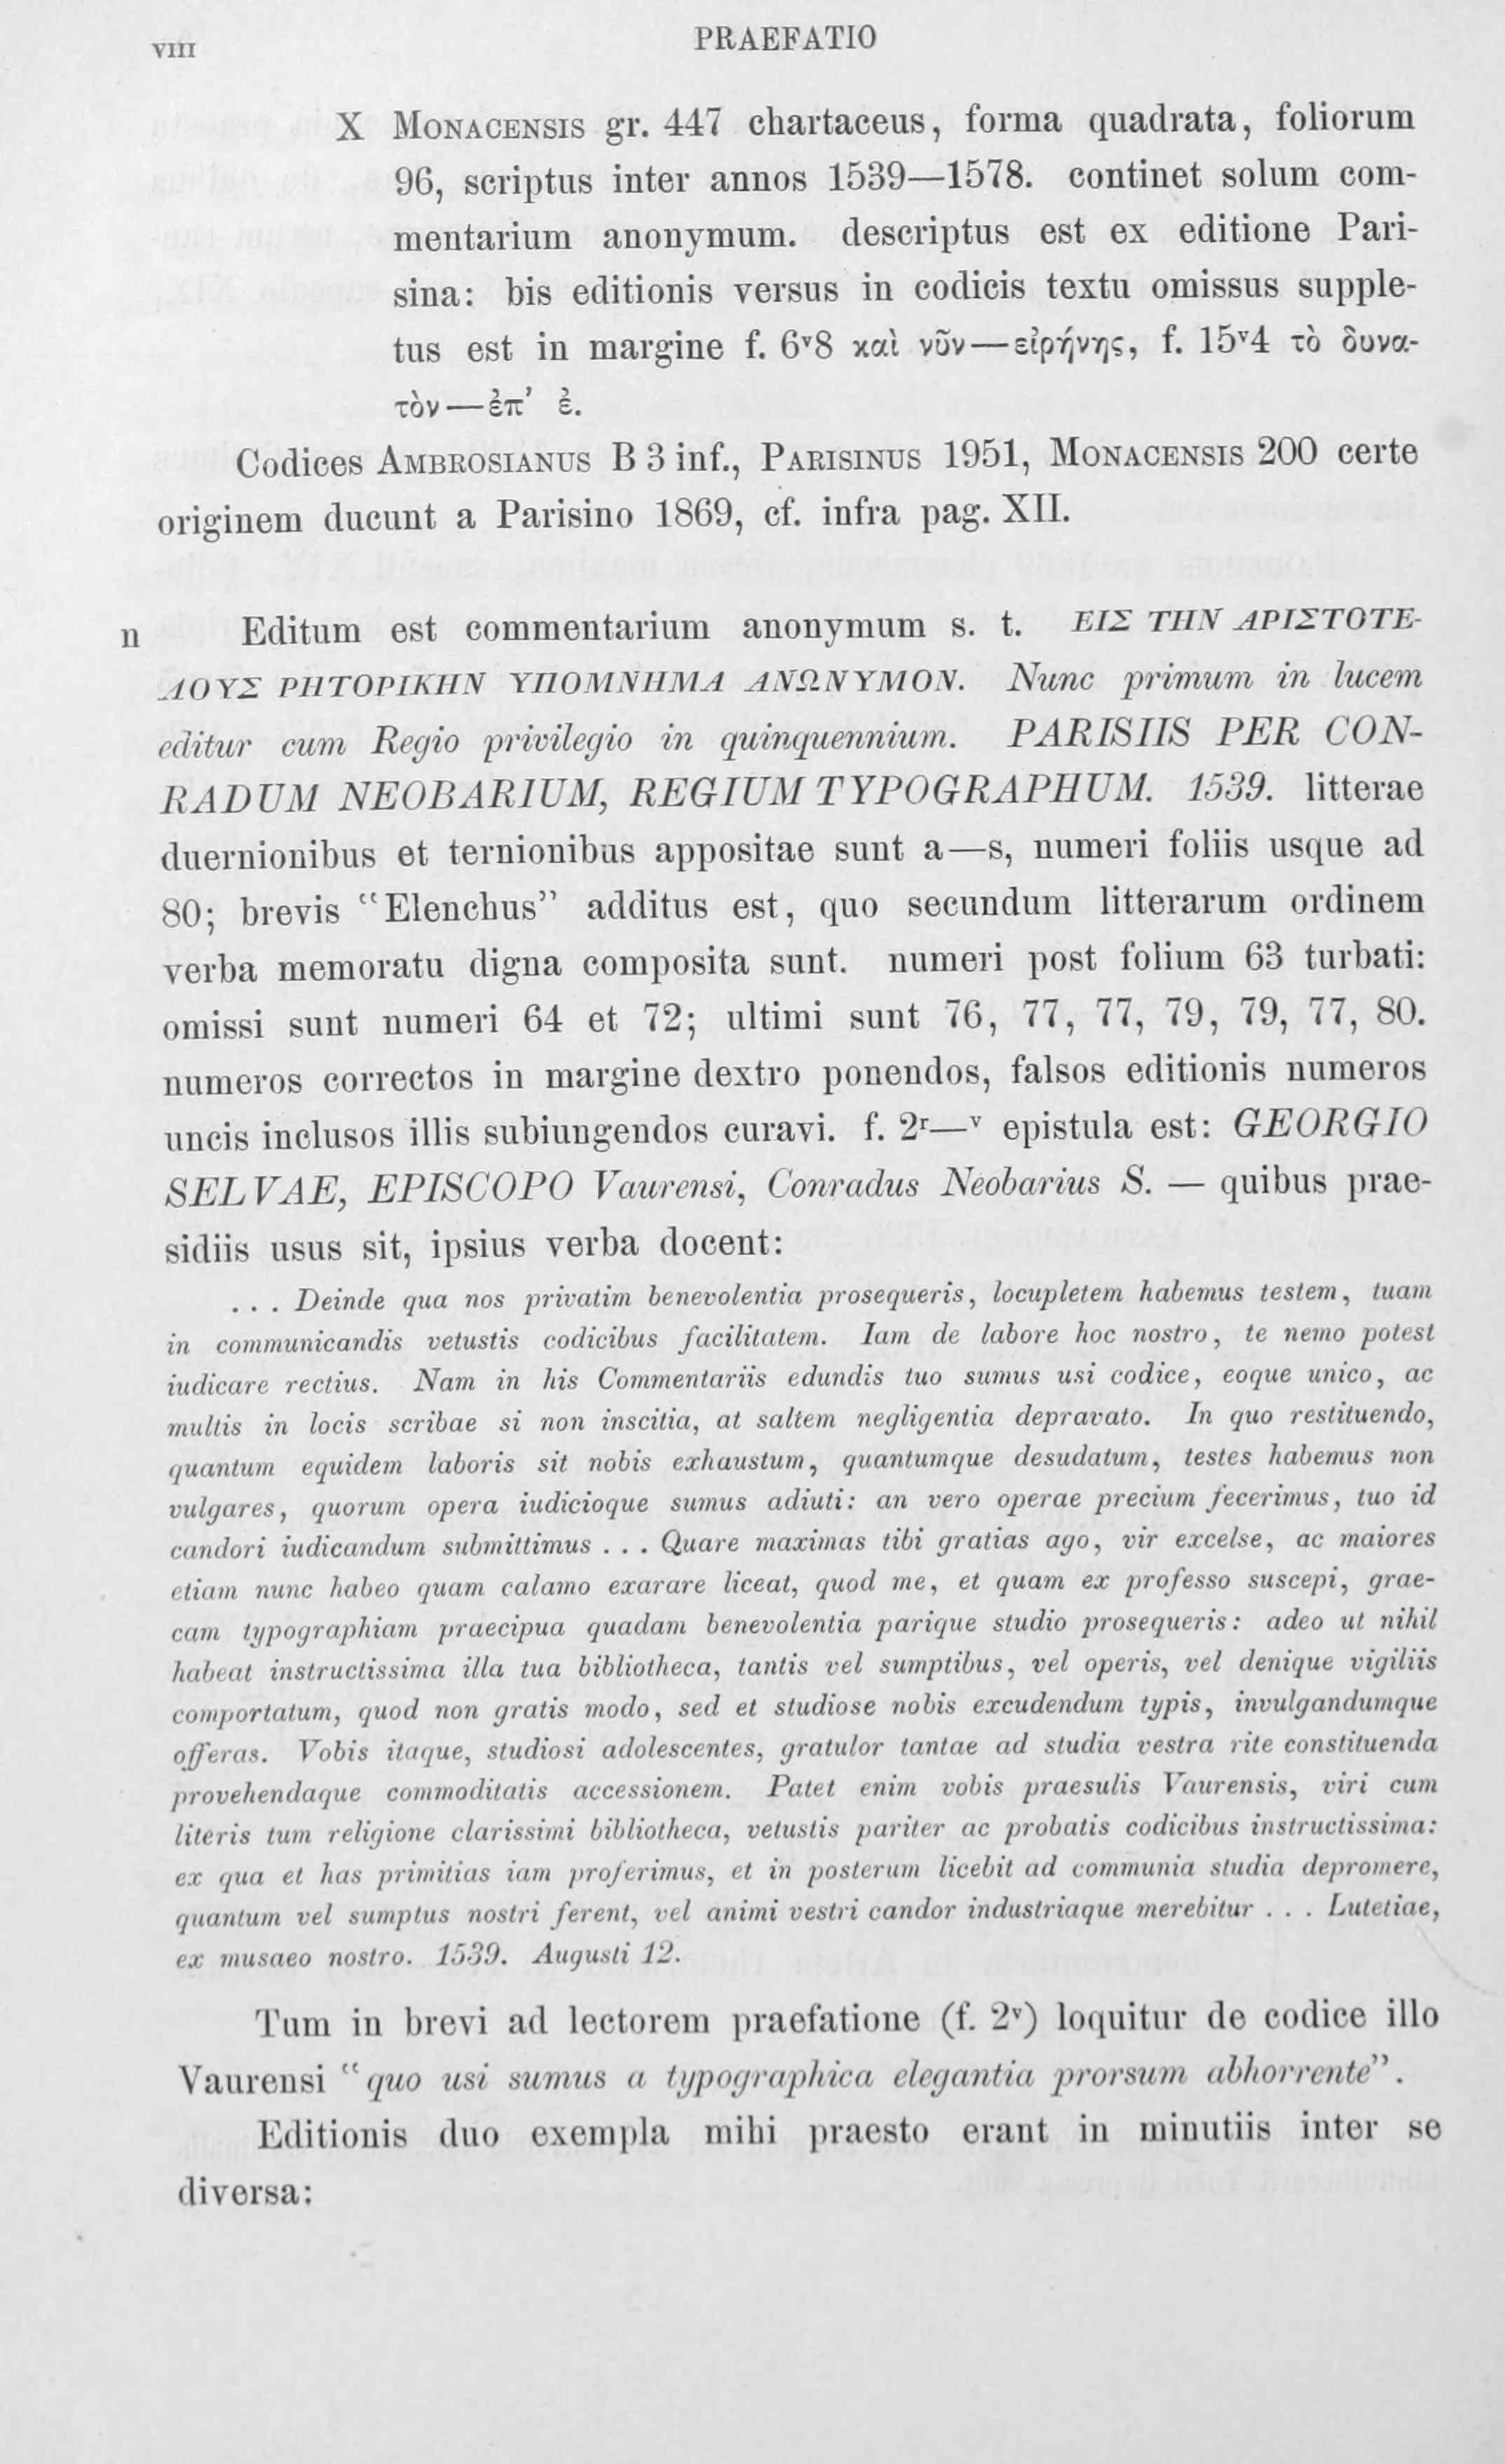 VIII PRAEFATIO
X MONACENSIS gr. 447 chartaceus, forma quadrata, foliorum
96, scriptus inter annos 1539—1578. continet solum com-
mentarium anonymum. descriptus est ex editione Pari-
sina: bis editionis versus in codicis textu omissus supple-
tus est in margine f. 6ᵛ8 καὶ νῦν—εἰρήνης, f. 15ᵛ4 τὸ δυνα-
τὸν—ἐπ’ ἐ.
Codices AMBROSIANUS B 3 inf., PARISINUS 1951, MONACENSIS 200 certe
originem ducunt a Parisino 1869, cf. infra pag. XII.
n Editum est commentarium anonymum s. t. ΕΙΣ ΤΗΝ ΑΡΙΣΤΟΤΕ-
ΛΟΥΣ ΡΗΤΟΡΙΚΗΝ ΥΠΟΜΝΗΜΑ ΑΝΩΝΥΜΟΝ. Nunc primum in lucem
editur cum Regio privilegio in quinquennium. PARISIIS PER CON-
RADUM NEOBARIUM, REGIUM TYPOGRAPHUM. 1539. litterae
duernionibus et ternionibus appositae sunt a—s, numeri foliis usque ad
80; brevis “Elenchus” additus est, quo secundum litterarum ordinem
verba memoratu digna composita sunt. numeri post folium 63 turbati:
omissi sunt numeri 64 et 72; ultimi sunt 76, 77, 77, 79, 79, 77, 80.
numeros correctos in margine dextro ponendos, falsos editionis numeros
uncis inclusos illis subiungendos curavi. f. 2ʳ—ᵛ epistula est: GEORGIO
SELVAE, EPISCOPO Vaurensi, Conradus Neobarius S. — quibus prae-
sidiis usus sit, ipsius verba docent:
. . . Deinde qua nos privatim benevolentia prosequeris, locupletem habemus testem, tuam
in communicandis vetustis codicibus facilitatem. Iam de labore hoc nostro, te nemo potest
iudicare rectius. Nam in his Commentariis edundis tuo sumus usi codice, eoque unico, ac
multis in locis scribae si non inscitia, at saltem negligentia depravato. In quo restituendo,
quantum equidem laboris sit nobis exhaustum, quantumque desudatum, testes habemus non
vulgares, quorum opera iudicioque sumus adiuti: an vero operae precium fecerimus, tuo id
candori iudicandum submittimus . . . Quare maximas tibi gratias ago, vir excelse, ac maiores
etiam nunc habeo quam calamo exarare liceat, quod me, et quam ex professo suscepi, grae-
cam typographiam praecipua quadam benevolentia parique studio prosequeris: adeo ut nihil
habeat instructissima illa tua bibliotheca, tantis vel sumptibus, vel operis, vel denique vigiliis
comportatum, quod non gratis modo, sed et studiose nobis excudendum typis, invulgandumque
offeras. Vobis itaque, studiosi adolescentes, gratulor tantae ad studia vestra rite constituenda
provehendaque commoditatis accessionem. Patet enim vobis praesulis Vaurensis, viri cum
literis tum religione clarissimi bibliotheca, vetustis pariter ac probatis codicibus instructissima:
ex qua et has primitias iam proferimus, et in posterum licebit ad communia studia depromere,
quantum vel sumptus nostri ferent, vel animi vestri candor industriaque merebitur . . . Lutetiae,
ex musaeo nostro. 1539. Augusti 12.
Tum in brevi ad lectorem praefatione (f. 2ᵛ) loquitur de codice illo
Vaurensi “quo usi sumus a typographica elegantia prorsum abhorrente”.
Editionis duo exempla mihi praesto erant in minutiis inter se
diversa: